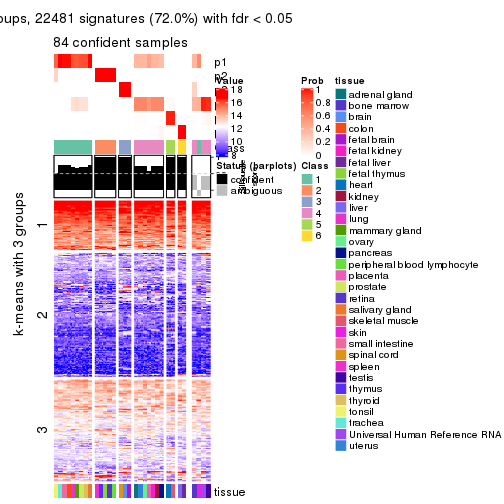 oups, 22481 signatures (72.0%) with fdr < 0.05
84 confident samples
p1
Value
18
16
14
12
10
8
Prob
1
0.8
0.6
0.4
0.2
0
Status (barplots)
confident
ambiguous
Class
1
2
3
4
5
6
tissue
adrenal gland
bone marrow
brain
colon
fetal brain
fetal kidney
fetal liver
fetal thymus
heart
kidney
liver
lung
mammary gland
ovary
pancreas
peripheral blood lymphocyte
placenta
prostate
retina
salivary gland
skeletal muscle
skin
small intestine
spinal cord
spleen
testis
thymus
thyroid
tonsil
trachea
Universal Human Reference RNA
uterus
k-means with 3 groups
1
2
3
tissue